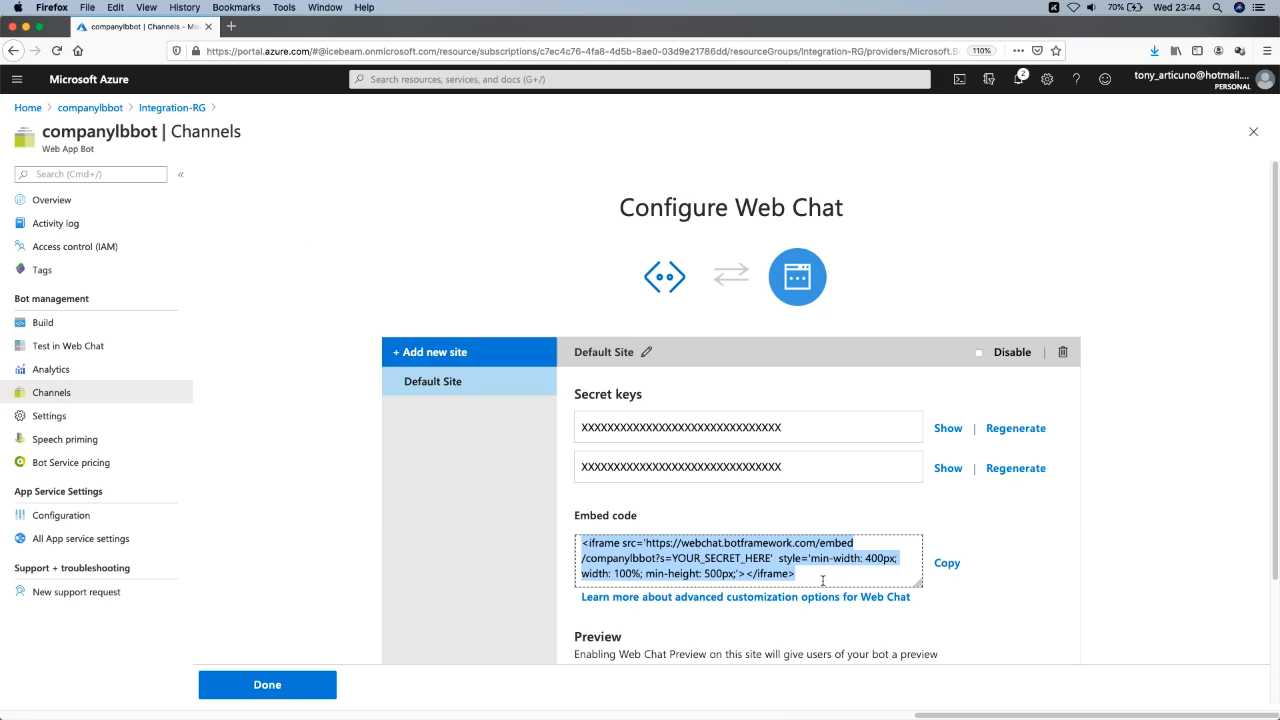 Firefox File Edit View History Bookmarks Tools Window Help 70% Wed 23:44
companylbbot | Channels - Mic
https://portal.azure.com/#@icebeam.onmicrosoft.com/resource/subscriptions/c7ec4c76-4fa8-4d5b-8ae0-03d9e21786dd/resourceGroups/Integration-RG/providers/Microsoft.Bo 110%
Microsoft Azure
Search resources, services, and docs (G+/)
2
tony_articuno@hotmail....
PERSONAL
Home > companylbbot > Integration-RG >
companylbbot | Channels
Web App Bot
Search (Cmd+/)
Overview
Activity log
Access control (IAM)
Tags
Bot management
Build
Test in Web Chat
Analytics
Channels
Settings
Speech priming
Bot Service pricing
App Service Settings
Configuration
All App service settings
Support + troubleshooting
New support request
Configure Web Chat
+ Add new site
Default Site
Default Site
Disable
Secret keys
XXXXXXXXXXXXXXXXXXXXXXXXXXXXXXX Show | Regenerate
XXXXXXXXXXXXXXXXXXXXXXXXXXXXXXX Show | Regenerate
Embed code
<iframe src='https://webchat.botframework.com/embed
/companylbbot?s=YOUR_SECRET_HERE' style='min-width: 400px;
width: 100%; min-height: 500px;'></iframe>
Copy
Learn more about advanced customization options for Web Chat
Preview
Enabling Web Chat Preview on this site will give users of your bot a preview
Done